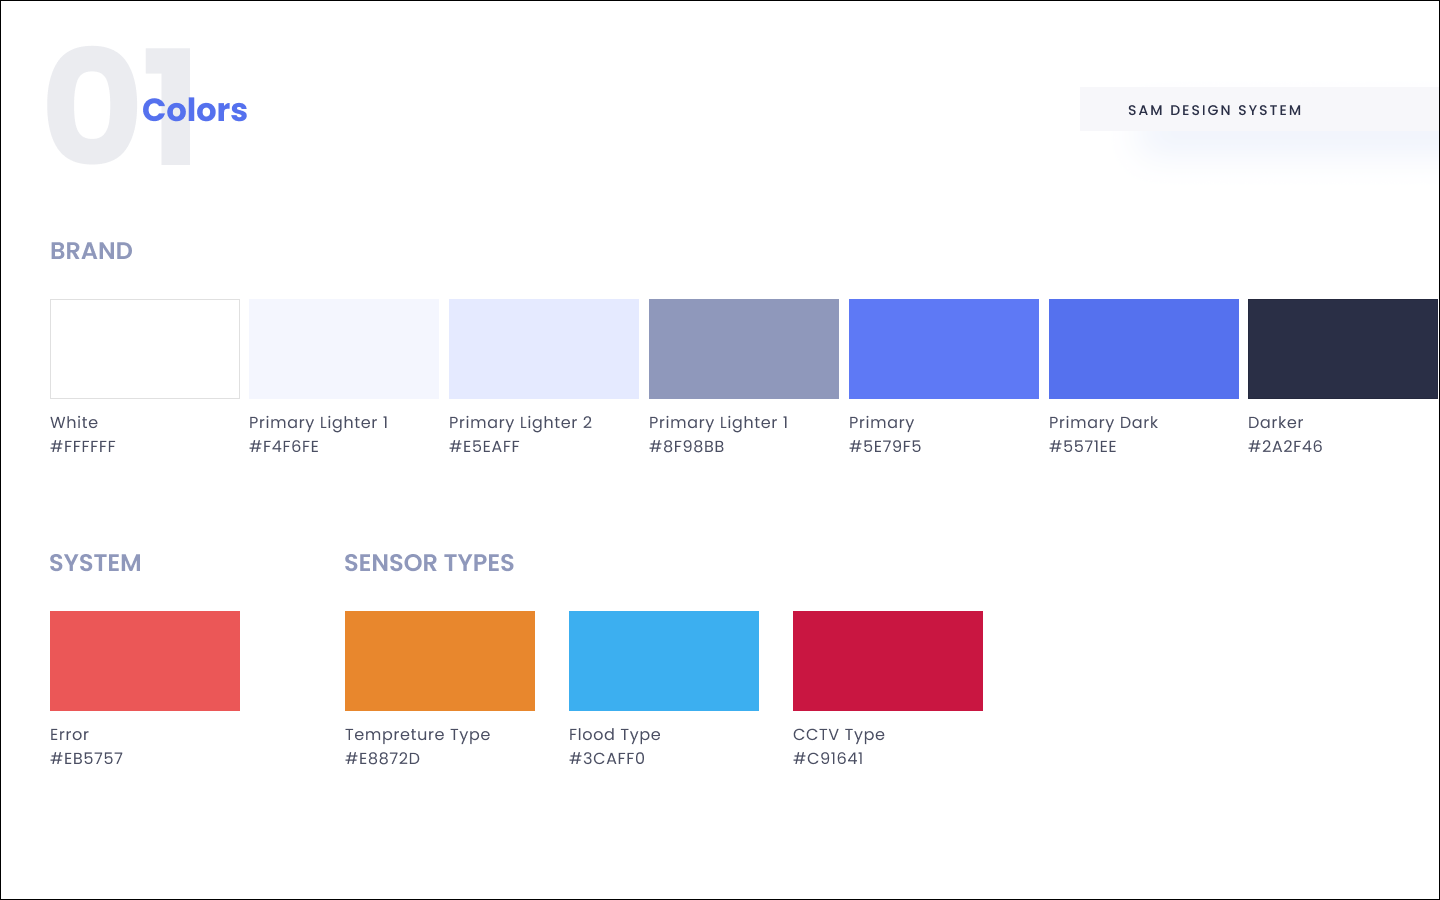 01
Colors
SAM DESIGN SYSTEM
BRAND
White
#FFFFFF
Primary Lighter 1
#F4F6FE
Primary Lighter 2
#E5EAFF
Primary Lighter 1
#8F98BB
Primary
#5E79F5
Primary Dark
#5571EE
Darker
#2A2F46
SYSTEM
Error
#EB5757
SENSOR TYPES
Tempreture Type
#E8872D
Flood Type
#3CAFF0
CCTV Type
#C91641